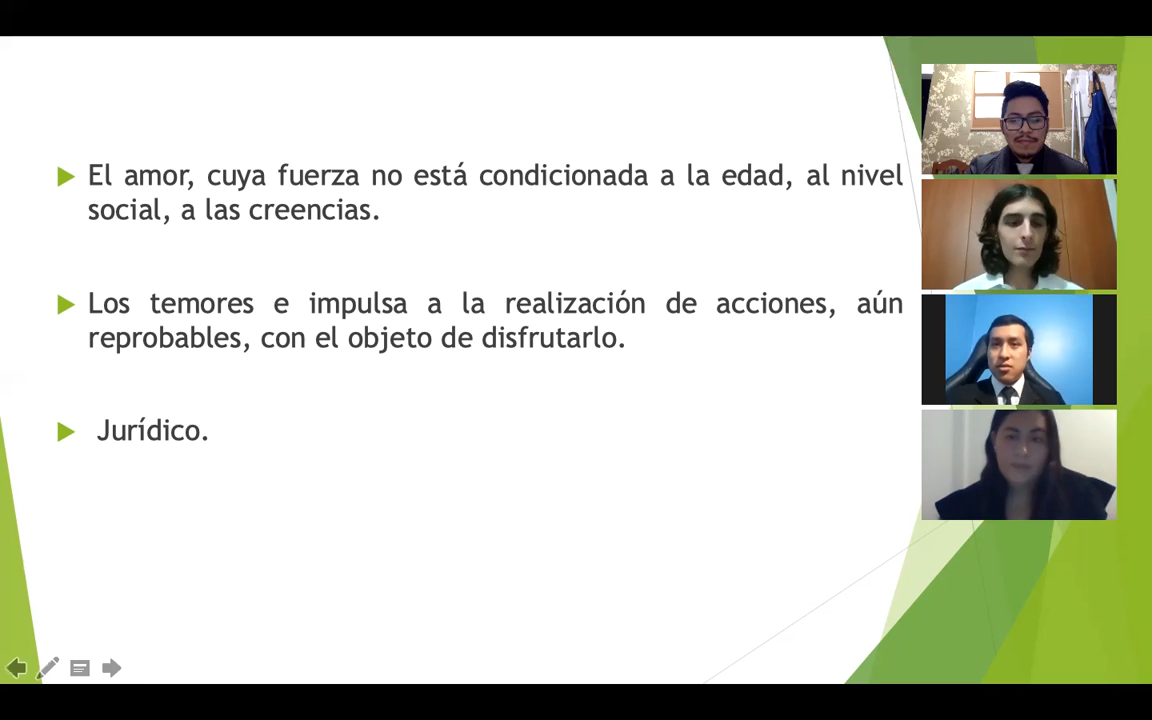 El amor, cuya fuerza no está condicionada a la edad, al nivel
social, a las creencias.
Los temores e impulsa a la realización de acciones, aún
reprobables, con el objeto de disfrutarlo.
Jurídico.